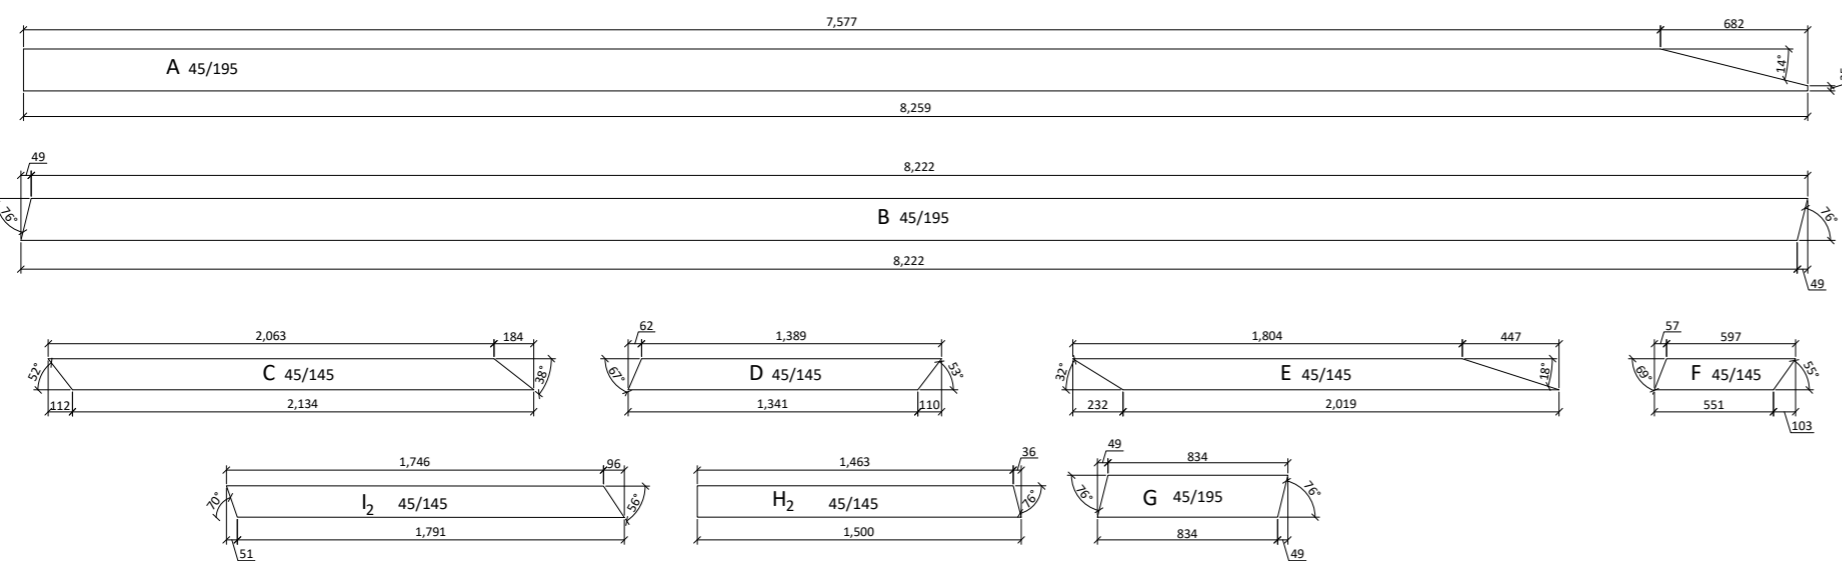 7,577 682
A 45/195 14°
8,259
49 8,222
76° B 45/195 76°
8,222 49
2,063 184
52° C 45/145 38°
112 2,134
62 1,389
67° D 45/145 53°
1,341 110
1,804 447
32° E 45/145 18°
232 2,019
57 597
69° F 45/145 55°
551 103
1,746 96
70° I2 45/145 56°
51 1,791
1,463 36
H2 45/145 76°
1,500
49 834
76° G 45/195 76°
834 49